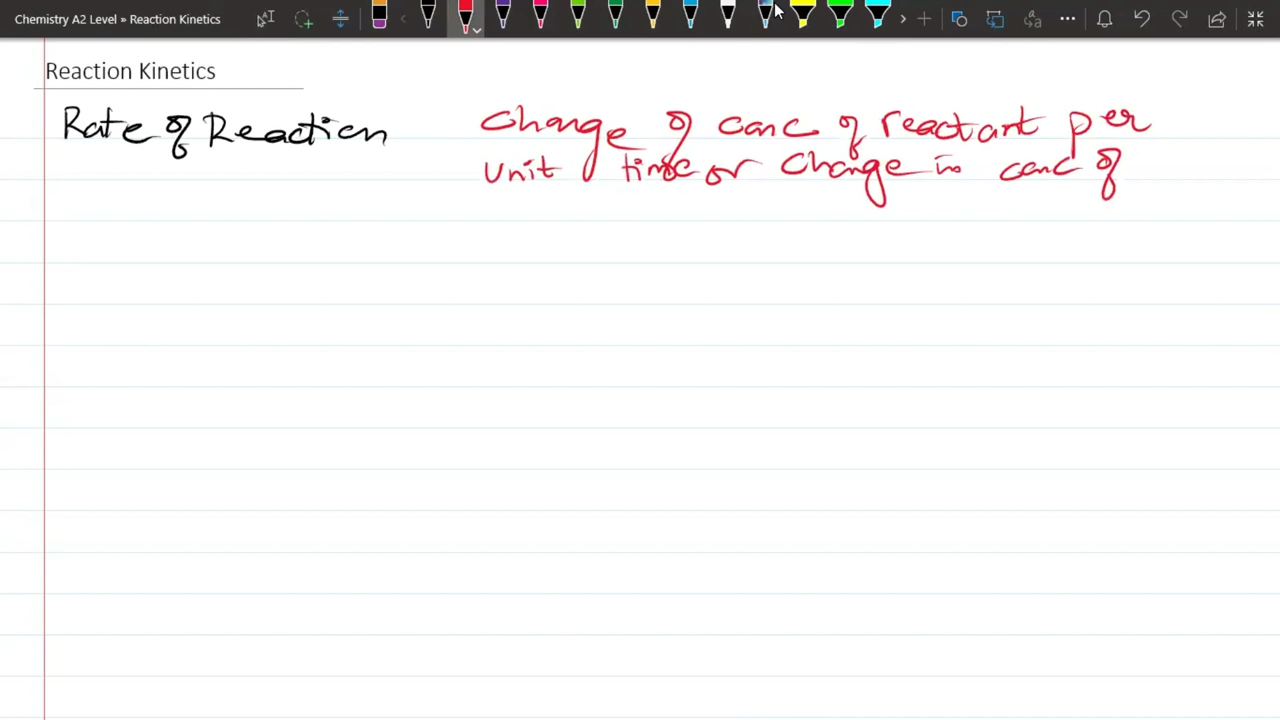 Chemistry A2 Level » Reaction Kinetics
Reaction Kinetics
Rate of Reaction
Change of conc of reactant per
unit time or Change in conc of